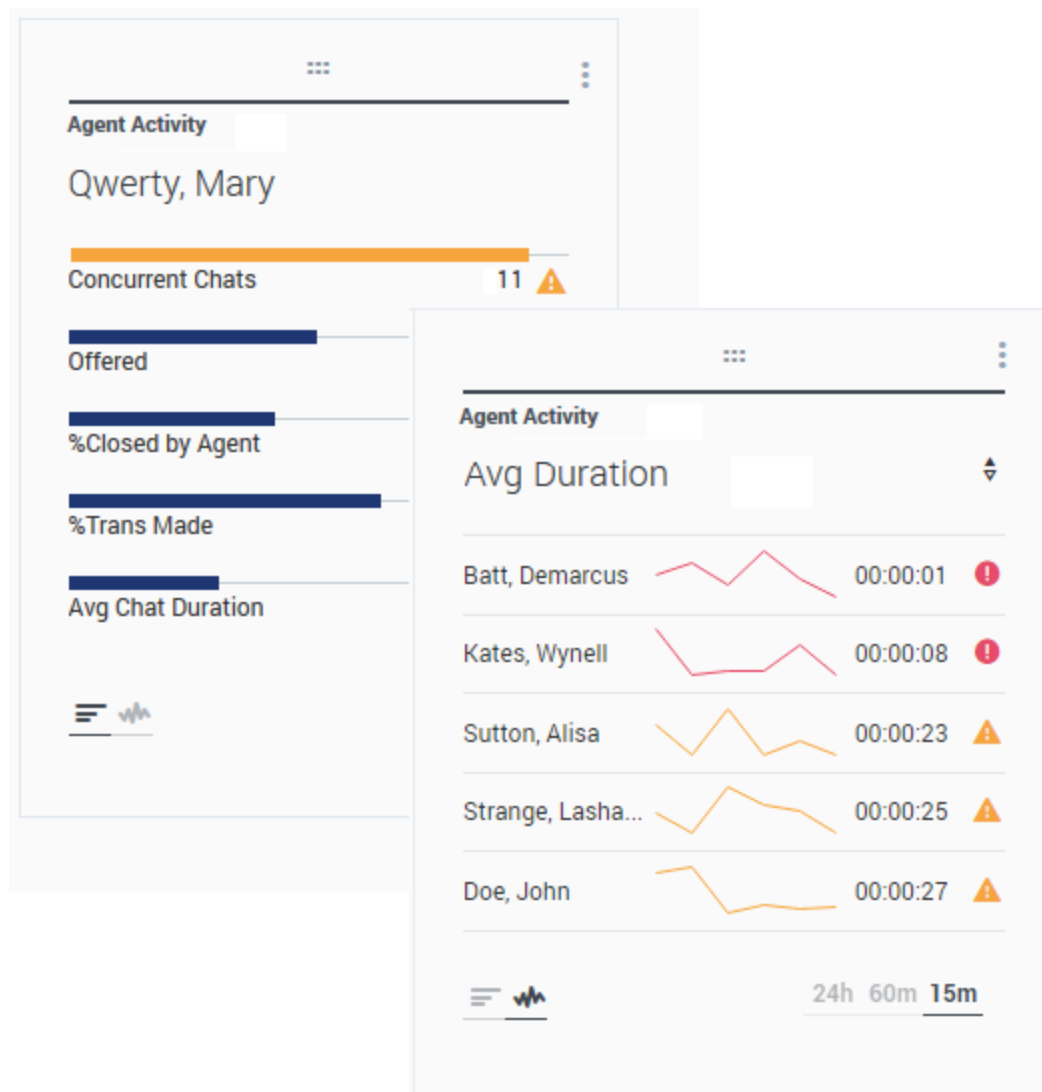 Agent Activity
Qwerty, Mary
Concurrent Chats 11
Offered
%Closed by Agent
%Trans Made
Avg Chat Duration
Agent Activity
Avg Duration
Batt, Demarcus 00:00:01
Kates, Wynell 00:00:08
Sutton, Alisa 00:00:23
Strange, Lasha... 00:00:25
Doe, John 00:00:27
24h 60m 15m